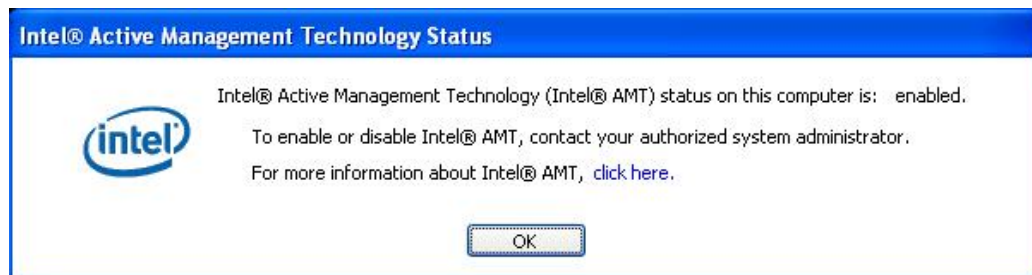 Intel® Active Management Technology Status
Intel® Active Management Technology (Intel® AMT) status on this computer is: enabled.
intel
To enable or disable Intel® AMT, contact your authorized system administrator.
For more information about Intel® AMT, click here.
OK